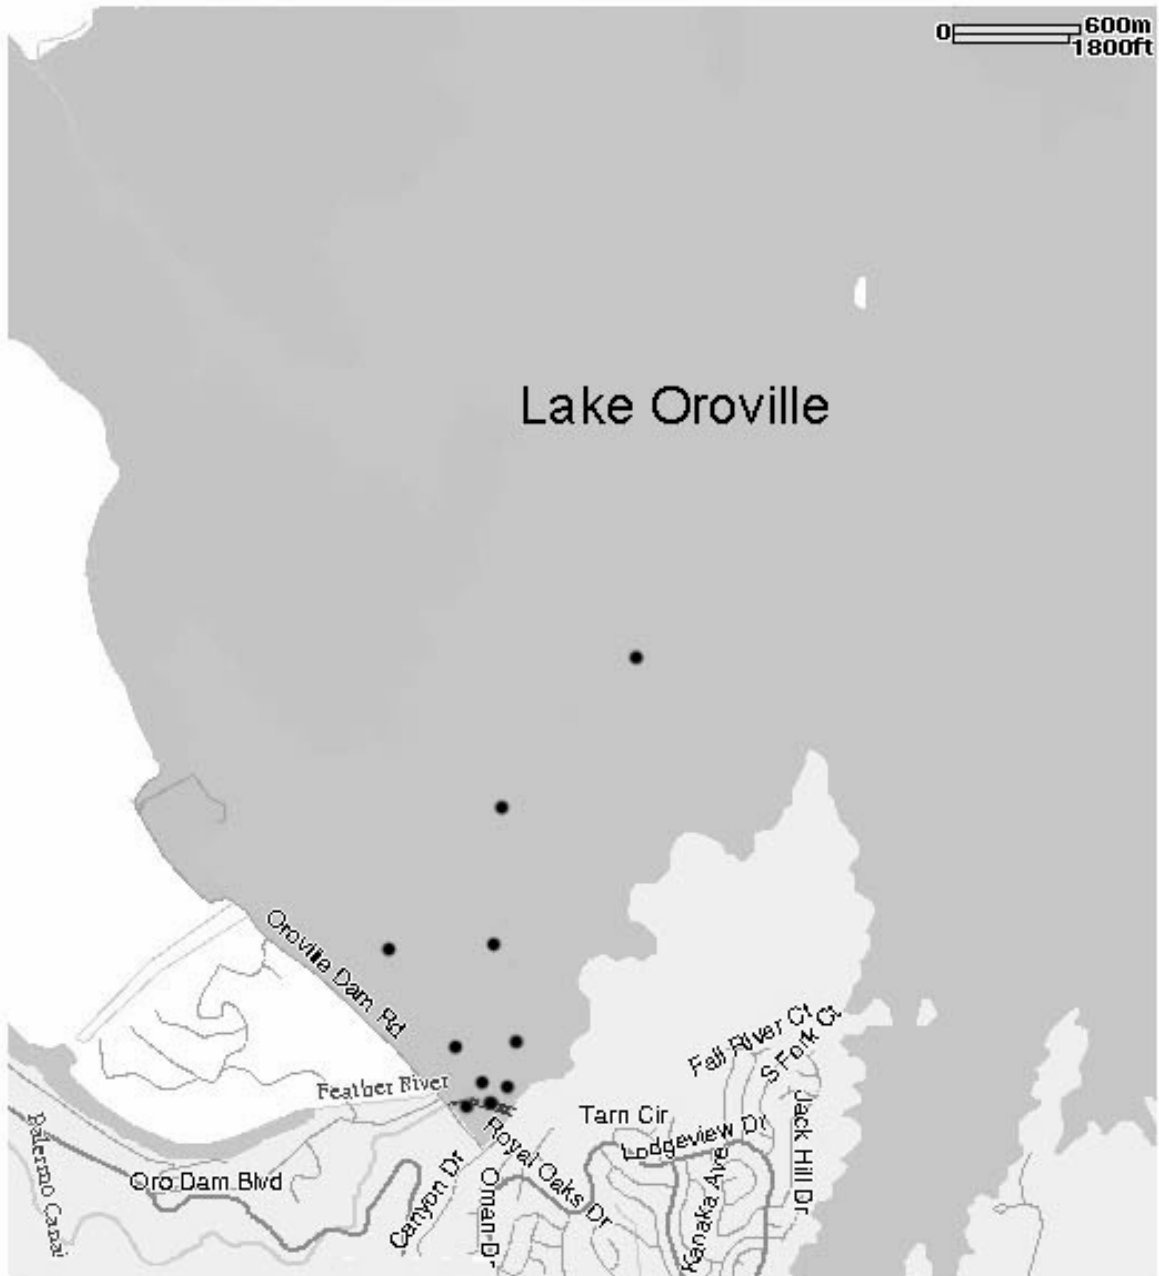 0 600m
1800ft
Lake Oroville
Oroville Dam Rd
Feather River
Fall River Ct
S Fork Ct
Tarn Cir
Lodgeview Dr
Jack Hill Dr
Royal Oaks Dr
Kanaka Ave
Canyon Dr
Oman Dr
Oro Dam Blvd
Palermo Canal